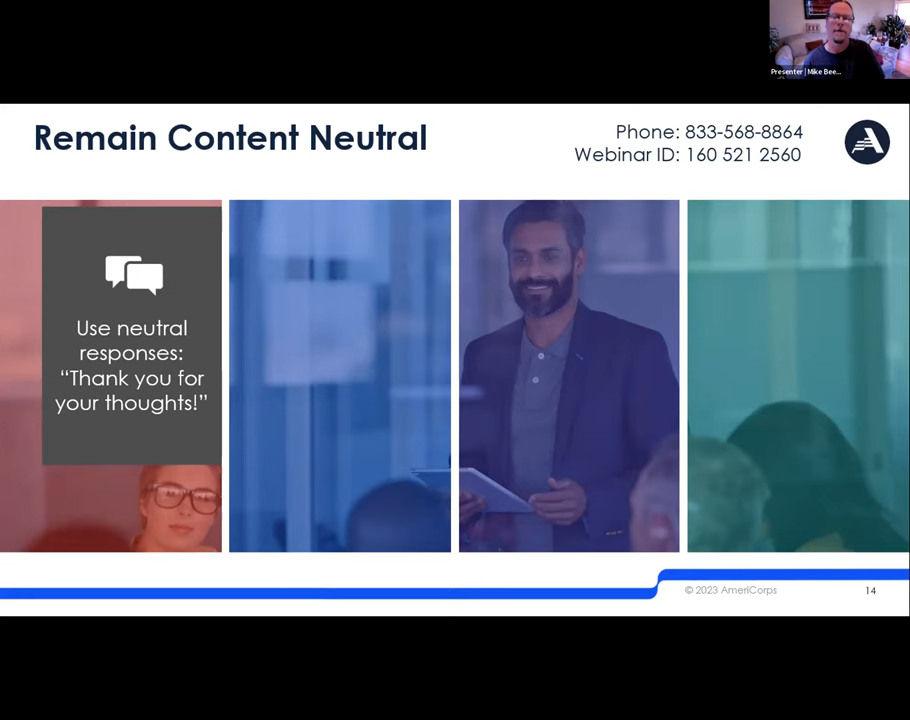 Presenter | Mike Bee...
Remain Content Neutral
Phone: 833-568-8864
Webinar ID: 160 521 2560
Use neutral
responses:
“Thank you for
your thoughts!”
© 2023 AmeriCorps
14